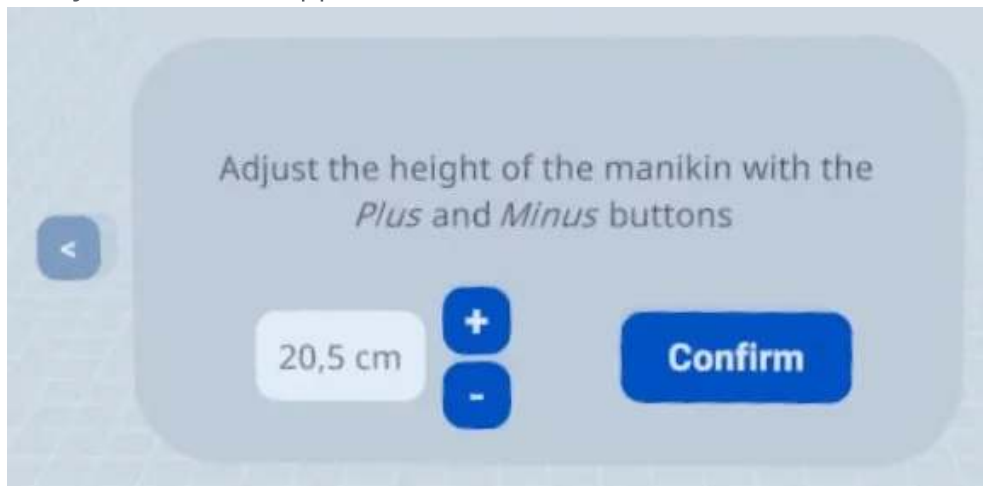 Adjust the height of the manikin with the
Plus and Minus buttons
<
20,5 cm
+
-
Confirm